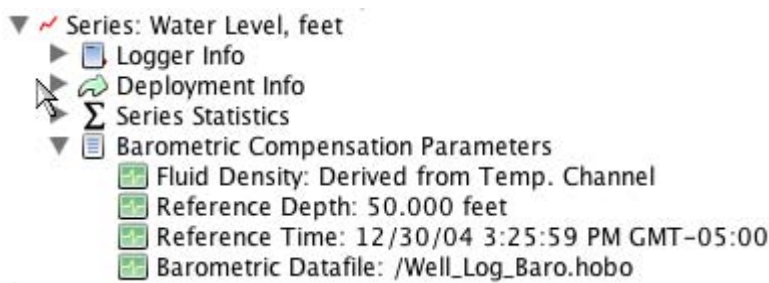 Series: Water Level, feet
Logger Info
Deployment Info
Σ Series Statistics
Barometric Compensation Parameters
Fluid Density: Derived from Temp. Channel
Reference Depth: 50.000 feet
Reference Time: 12/30/04 3:25:59 PM GMT-05:00
Barometric Datafile: /Well_Log_Baro.hobo